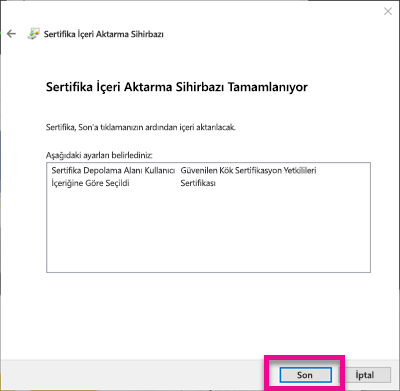 Sertifika İçeri Aktarma Sihirbazı
Sertifika İçeri Aktarma Sihirbazı Tamamlanıyor
Sertifika, Son'a tıklamanızın ardından içeri aktarılacak.
Aşağıdaki ayarları belirlediniz:
Sertifika Depolama Alanı Kullanıcı Güvenilen Kök Sertifikasyon Yetkilileri
İçeriğine Göre Seçildi Sertifikası
Son İptal